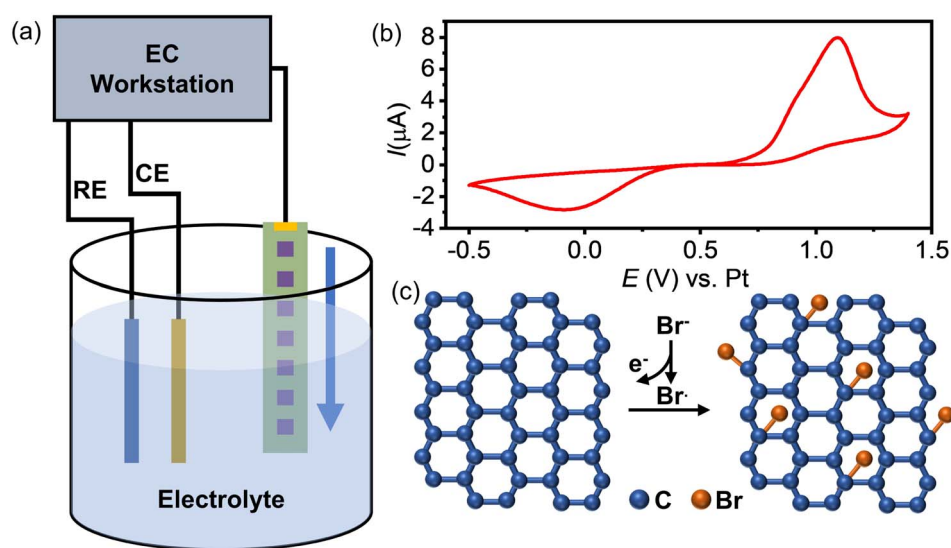 (a)
EC
Workstation
RE
CE
Electrolyte
(b)
I(μA)
8
6
4
2
0
-2
-4
-0.5
0.0
0.5
1.0
1.5
E (V) vs. Pt
(c)
Br⁻
e⁻
Br·
C
Br